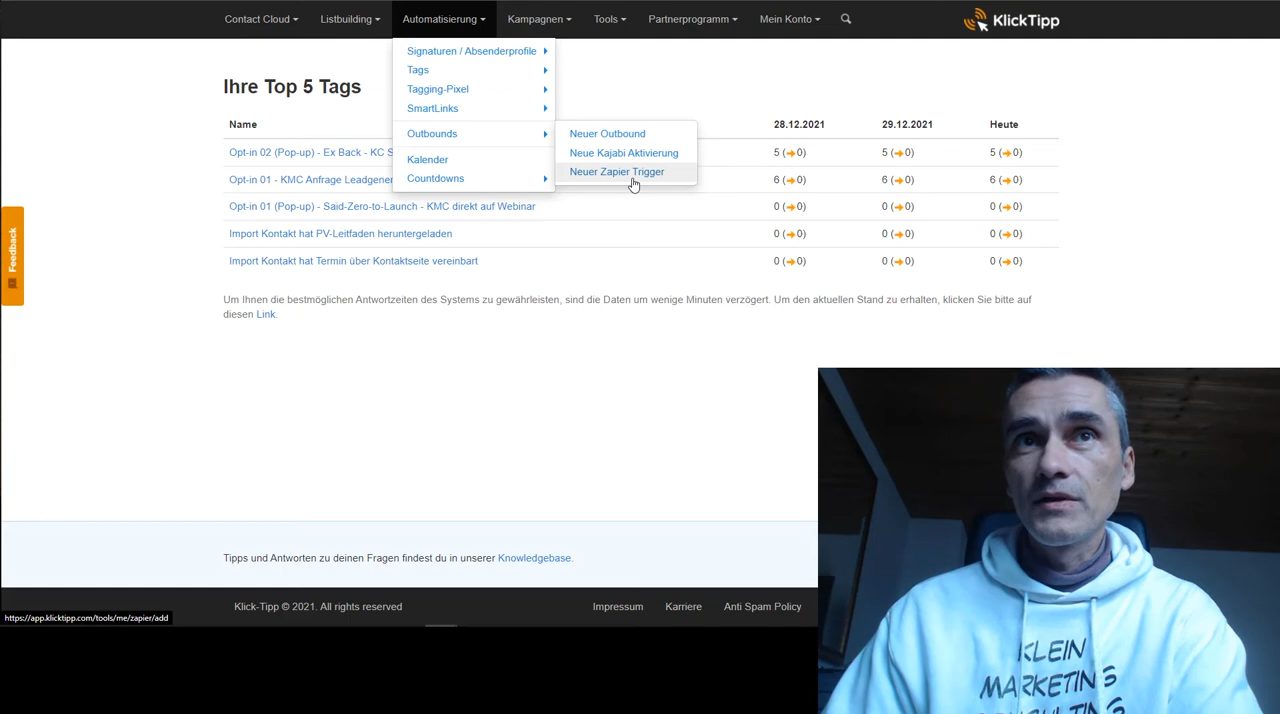 Contact Cloud
Listbuilding
Automatisierung
Kampagnen
Tools
Partnerprogramm
Mein Konto
KlickTipp
Signaturen / Absenderprofile
Tags
Tagging-Pixel
SmartLinks
Outbounds
Kalender
Countdowns
Neuer Outbound
Neue Kajabi Aktivierung
Neuer Zapier Trigger
Ihre Top 5 Tags
Name 28.12.2021 29.12.2021 Heute
Opt-in 02 (Pop-up) - Ex Back - KC S 5 (➔0) 5 (➔0) 5 (➔0)
Opt-in 01 - KMC Anfrage Leadgener 6 (➔0) 6 (➔0) 6 (➔0)
Opt-in 01 (Pop-up) - Said-Zero-to-Launch - KMC direkt auf Webinar 0 (➔0) 0 (➔0) 0 (➔0)
Import Kontakt hat PV-Leitfaden heruntergeladen 0 (➔0) 0 (➔0) 0 (➔0)
Import Kontakt hat Termin über Kontaktseite vereinbart 0 (➔0) 0 (➔0) 0 (➔0)
Um Ihnen die bestmöglichen Antwortzeiten des Systems zu gewährleisten, sind die Daten um wenige Minuten verzögert. Um den aktuellen Stand zu erhalten, klicken Sie bitte auf
diesen Link.
Feedback
Tipps und Antworten zu deinen Fragen findest du in unserer Knowledgebase.
Klick-Tipp © 2021. All rights reserved
Impressum
Karriere
Anti Spam Policy
https://app.klicktipp.com/tools/me/zapier/add
KLEIN
MARKETING
CONSULTING